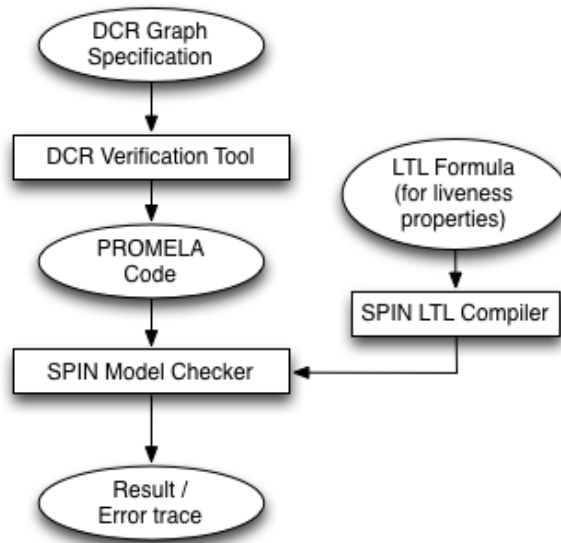 DCR Graph
Specification
DCR Verification Tool
PROMELA
Code
SPIN Model Checker
Result /
Error trace
LTL Formula
(for liveness
properties)
SPIN LTL Compiler